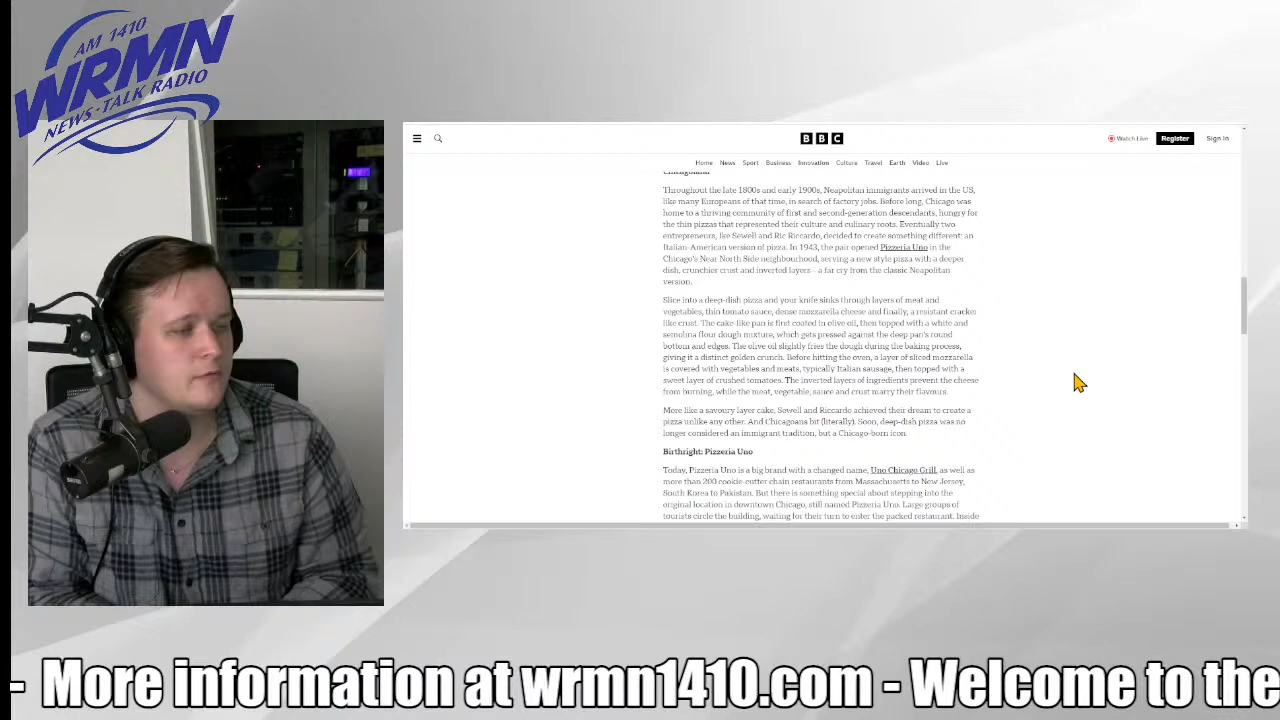 AM 1410
WRMN
NEWS-TALK RADIO
BBC
Watch Live
Register
Sign In
Home News Sport Business Innovation Culture Travel Earth Video Live
Throughout the late 1800s and early 1900s, Neapolitan immigrants arrived in the US,
like many Europeans of that time, in search of factory jobs. Before long, Chicago was
home to a thriving community of first and second-generation descendants, hungry for
the thin pizzas that represented their culture and culinary roots. Eventually two
entrepreneurs, Ike Sewell and Ric Riccardo, decided to create something different: an
Italian-American version of pizza. In 1943, the pair opened Pizzeria Uno in the
Chicago's Near North Side neighbourhood, serving a new style pizza with a deeper
dish, crunchier crust and inverted layers – a far cry from the classic Neapolitan
version.
Slice into a deep-dish pizza and your knife sinks through layers of meat and
vegetables, thin tomato sauce, dense mozzarella cheese and finally, a resistant cracker
like crust. The cake-like pan is first coated in olive oil, then topped with a white and
semolina flour dough mixture, which gets pressed against the deep pan's round
bottom and edges. The olive oil slightly fries the dough during the baking process,
giving it a distinct golden crunch. Before hitting the oven, a layer of sliced mozzarella
is covered with vegetables and meats, typically Italian sausage, then topped with a
sweet layer of crushed tomatoes. The inverted layers of ingredients prevent the cheese
from burning, while the meat, vegetable, sauce and crust marry their flavours.
More like a savoury layer cake, Sewell and Riccardo achieved their dream to create a
pizza unlike any other. And Chicagoans bit (literally). Soon, deep-dish pizza was no
longer considered an immigrant tradition, but a Chicago-born icon.
Birthright: Pizzeria Uno
Today, Pizzeria Uno is a big brand with a changed name, Uno Chicago Grill, as well as
more than 200 cookie-cutter chain restaurants from Massachusetts to New Jersey,
South Korea to Pakistan. But there is something special about stepping into the
original location in downtown Chicago, still named Pizzeria Uno. Large groups of
tourists circle the building, waiting for their turn to enter the packed restaurant. Inside
- More information at wrmn1410.com - Welcome to the